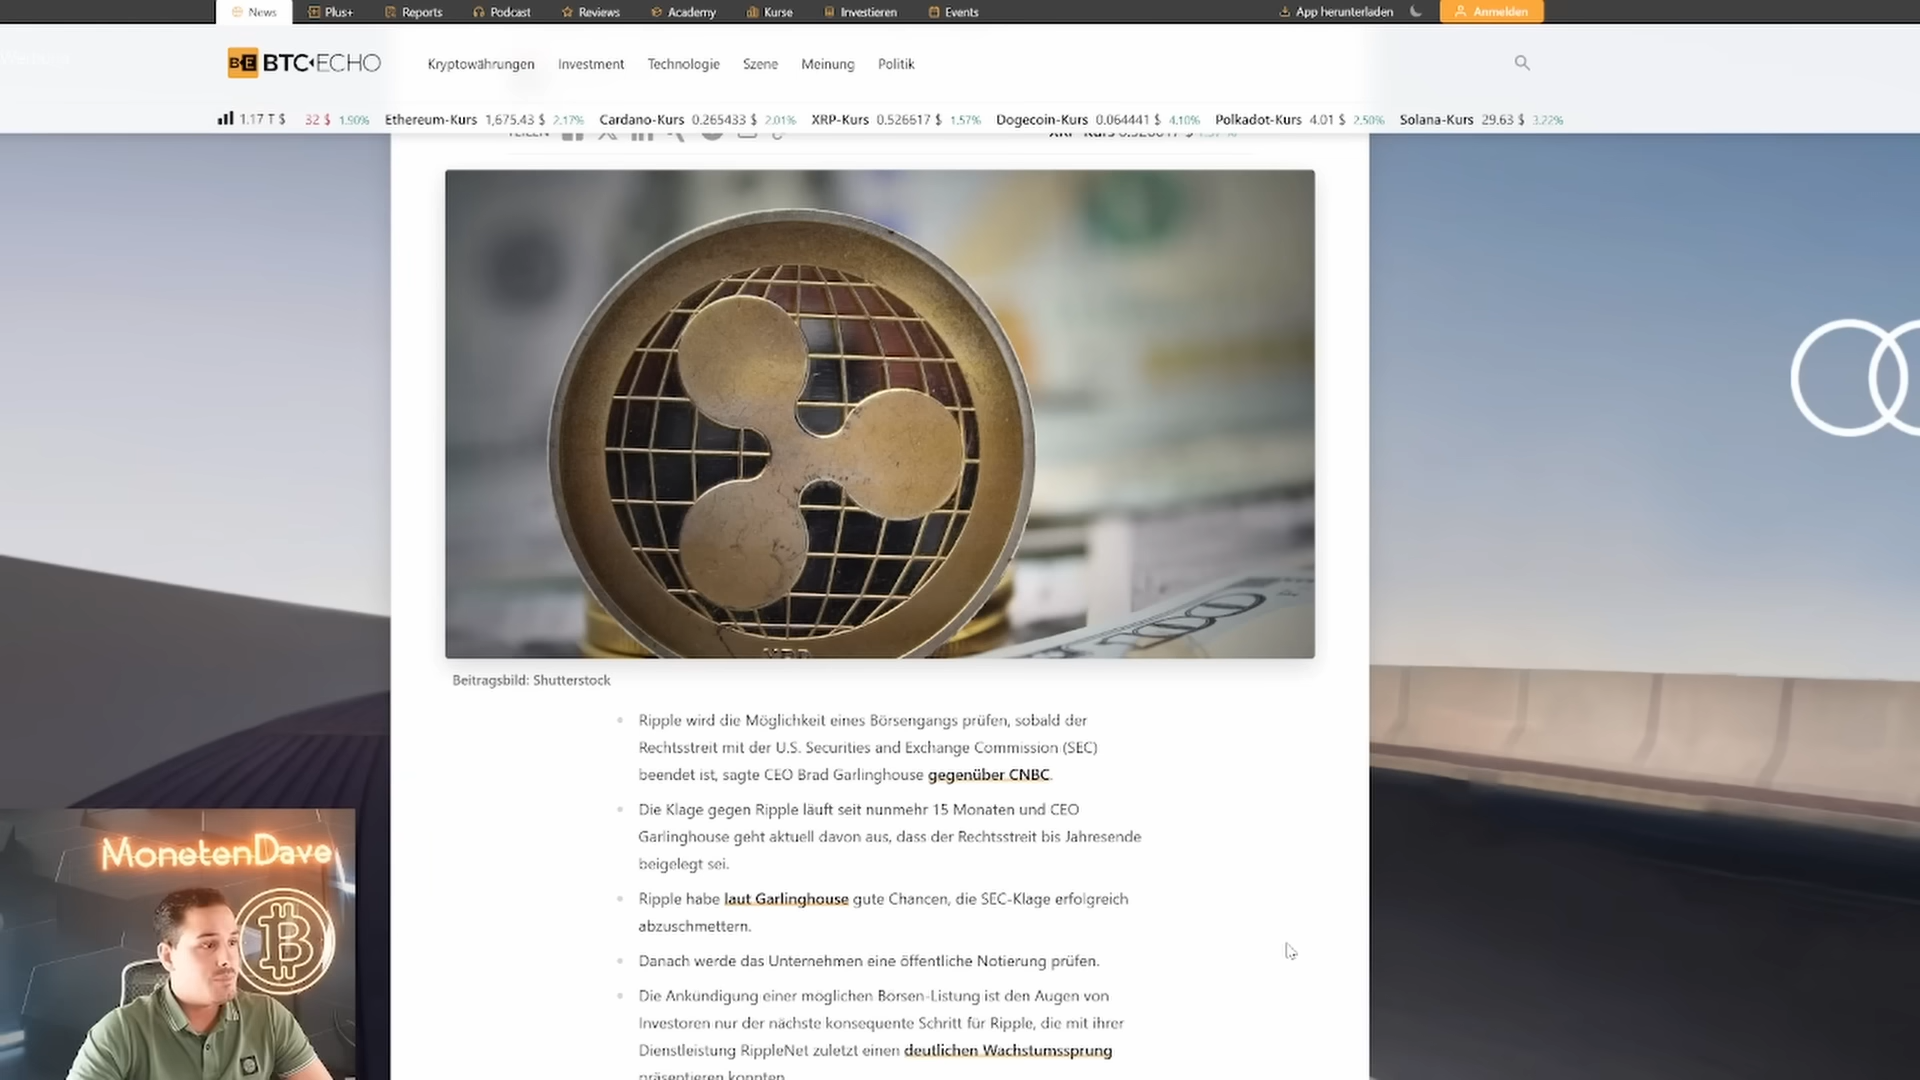 News Plus+ Reports Podcast Reviews Academy Kurse Investieren Events App herunterladen Anmelden
BE BTC-ECHO Kryptowährungen Investment Technologie Szene Meinung Politik
1.17 T $ 32 $ 1.90% Ethereum-Kurs 1,675.43 $ 2.17% Cardano-Kurs 0.265433 $ 2.01% XRP-Kurs 0.526617 $ 1.57% Dogecoin-Kurs 0.064441 $ 4.10% Polkadot-Kurs 4.01 $ 2.50% Solana-Kurs 29.63 $ 3.22%
Beitragsbild: Shutterstock
Ripple wird die Möglichkeit eines Börsengangs prüfen, sobald der
Rechtsstreit mit der U.S. Securities and Exchange Commission (SEC)
beendet ist, sagte CEO Brad Garlinghouse gegenüber CNBC.
Die Klage gegen Ripple läuft seit nunmehr 15 Monaten und CEO
Garlinghouse geht aktuell davon aus, dass der Rechtsstreit bis Jahresende
beigelegt sei.
Ripple habe laut Garlinghouse gute Chancen, die SEC-Klage erfolgreich
abzuschmettern.
Danach werde das Unternehmen eine öffentliche Notierung prüfen.
Die Ankündigung einer möglichen Börsen-Listung ist den Augen von
Investoren nur der nächste konsequente Schritt für Ripple, die mit ihrer
Dienstleistung RippleNet zuletzt einen deutlichen Wachstumssprung
präsentieren konnten.
MonetenDave